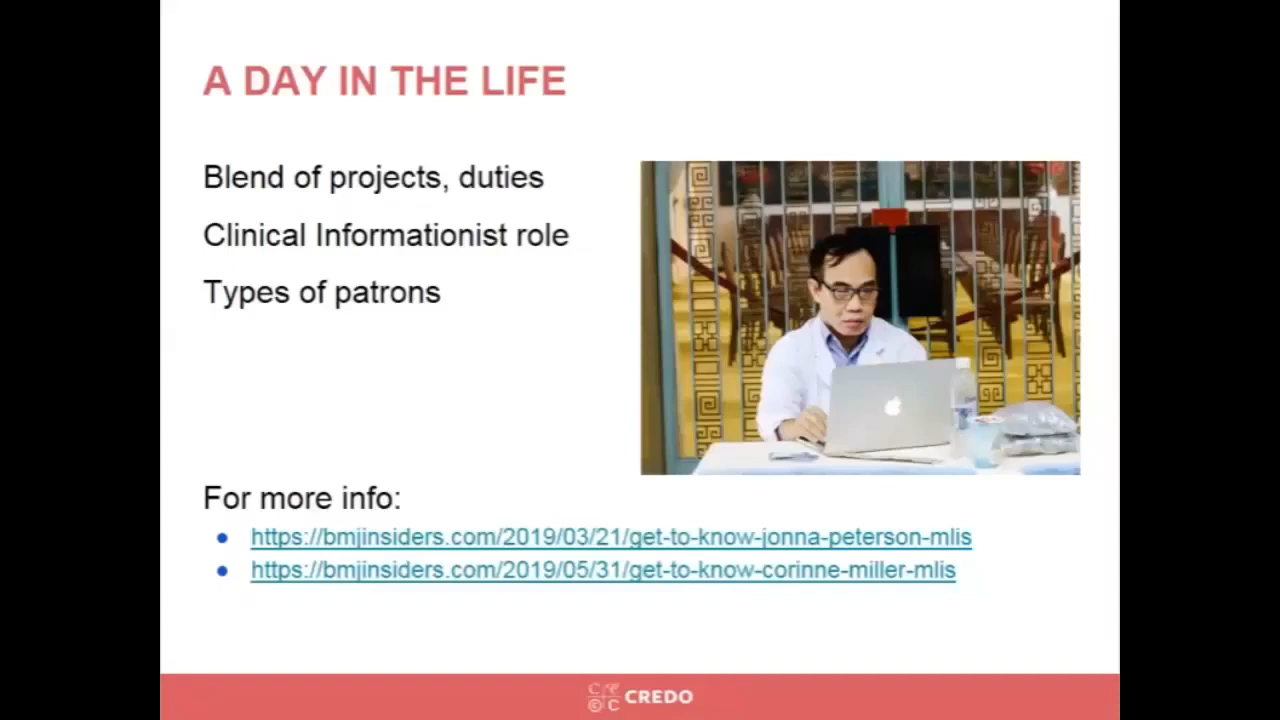 A DAY IN THE LIFE
Blend of projects, duties
Clinical Informationist role
Types of patrons
For more info:
https://bmjinsiders.com/2019/03/21/get-to-know-jonna-peterson-mlis
https://bmjinsiders.com/2019/05/31/get-to-know-corinne-miller-mlis
CREDO